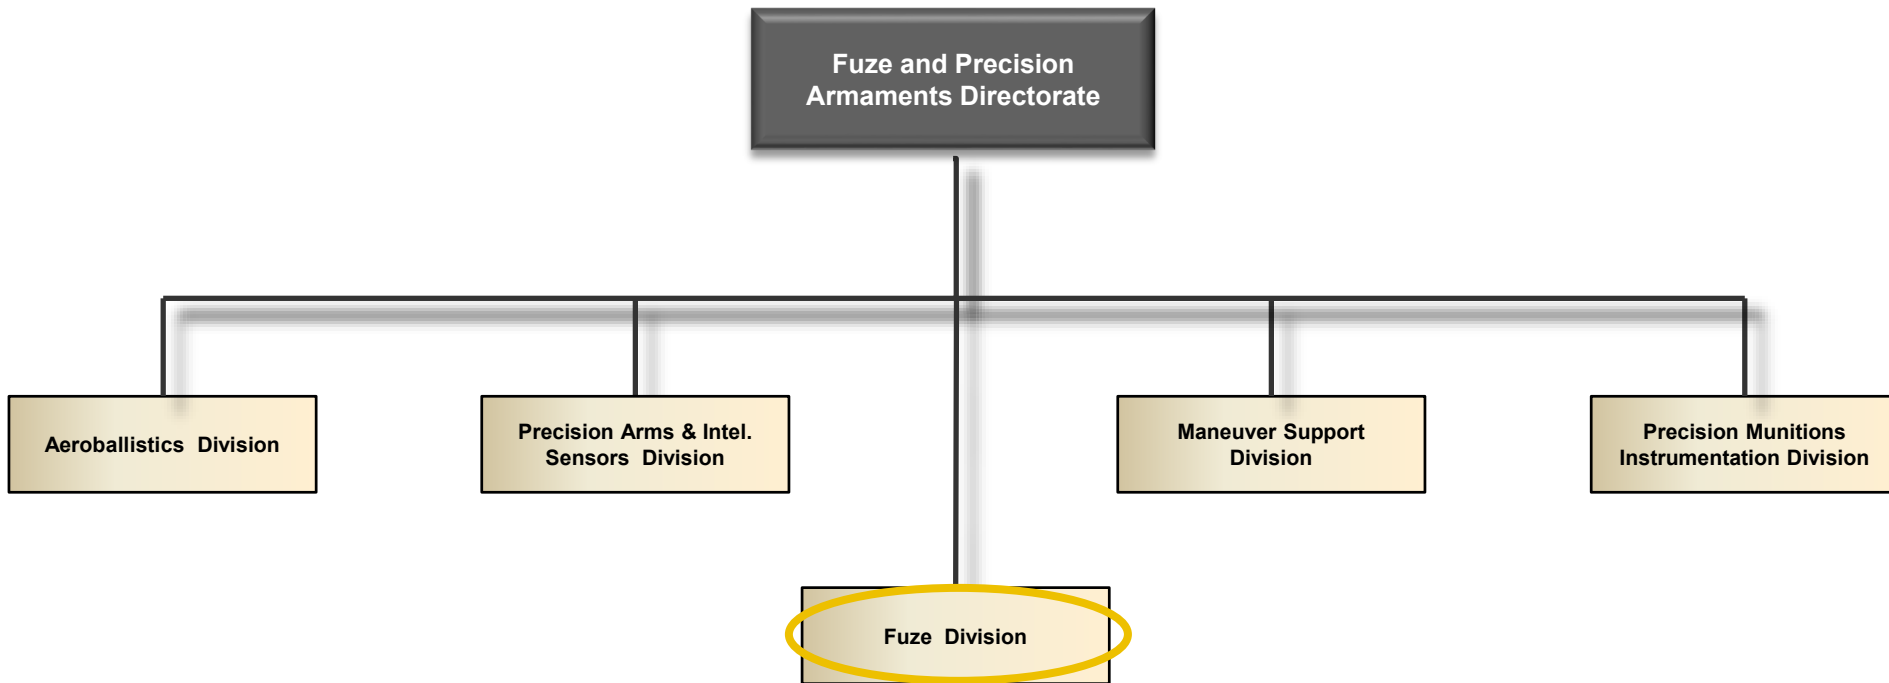 Fuze and Precision
Armaments Directorate
Aeroballistics Division
Precision Arms & Intel.
Sensors Division
Maneuver Support
Division
Precision Munitions
Instrumentation Division
Fuze Division